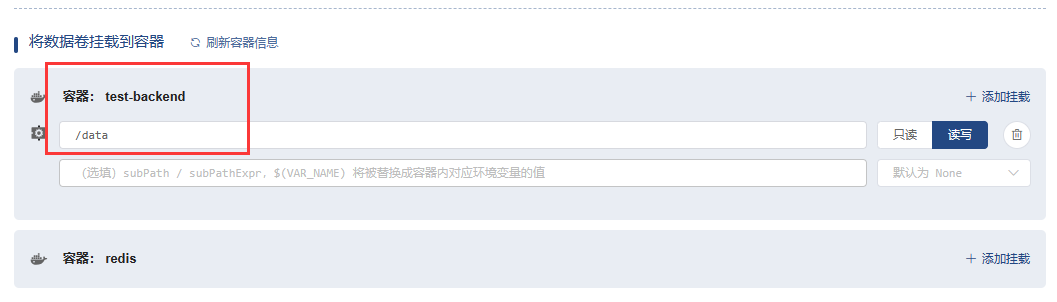 将数据卷挂载到容器 刷新容器信息
容器： test-backend + 添加挂载
/data 只读 读写
(选填) subPath / subPathExpr, $(VAR_NAME) 将被替换成容器内对应环境变量的值 默认为 None
容器： redis + 添加挂载